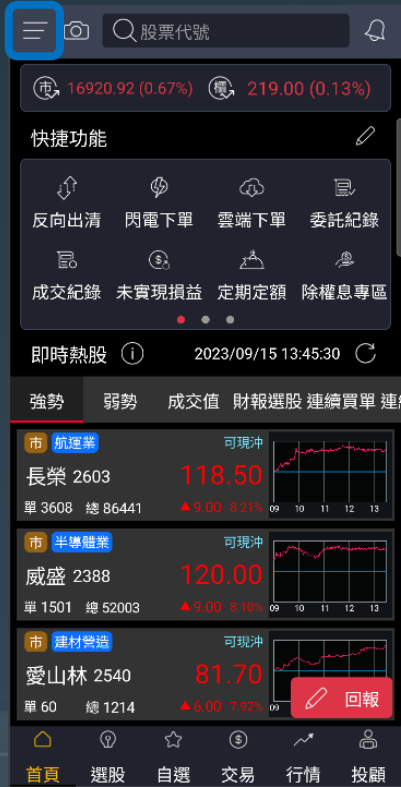 股票代號
市 16920.92 (0.67%) 櫃 219.00 (0.13%)
快捷功能
反向出清 閃電下單 雲端下單 委託紀錄
成交紀錄 未實現損益 定期定額 除權息專區
即時熱股 2023/09/15 13:45:30
強勢 弱勢 成交值 財報選股 連續買單 連
市 航運業 可現沖
長榮 2603 118.50
單 3608 總 86441 ▲9.00 8.21% 09 10 11 12 13
市 半導體業 可現沖
威盛 2388 120.00
單 1501 總 52003 ▲9.00 8.10% 09 10 11 12 13
市 建材營造 可現沖
愛山林 2540 81.70
單 60 總 1214 ▲6.00 7.92% 09
回報
首頁 選股 自選 交易 行情 投顧